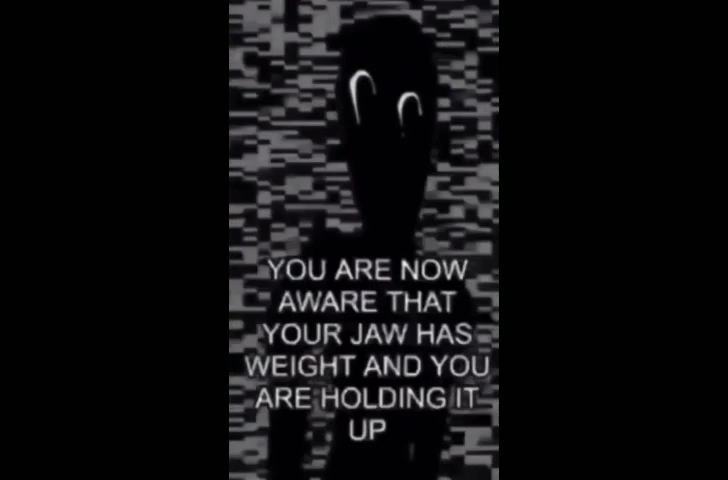 YOU ARE NOW
AWARE THAT
YOUR JAW HAS
WEIGHT AND YOU
ARE HOLDING IT
UP